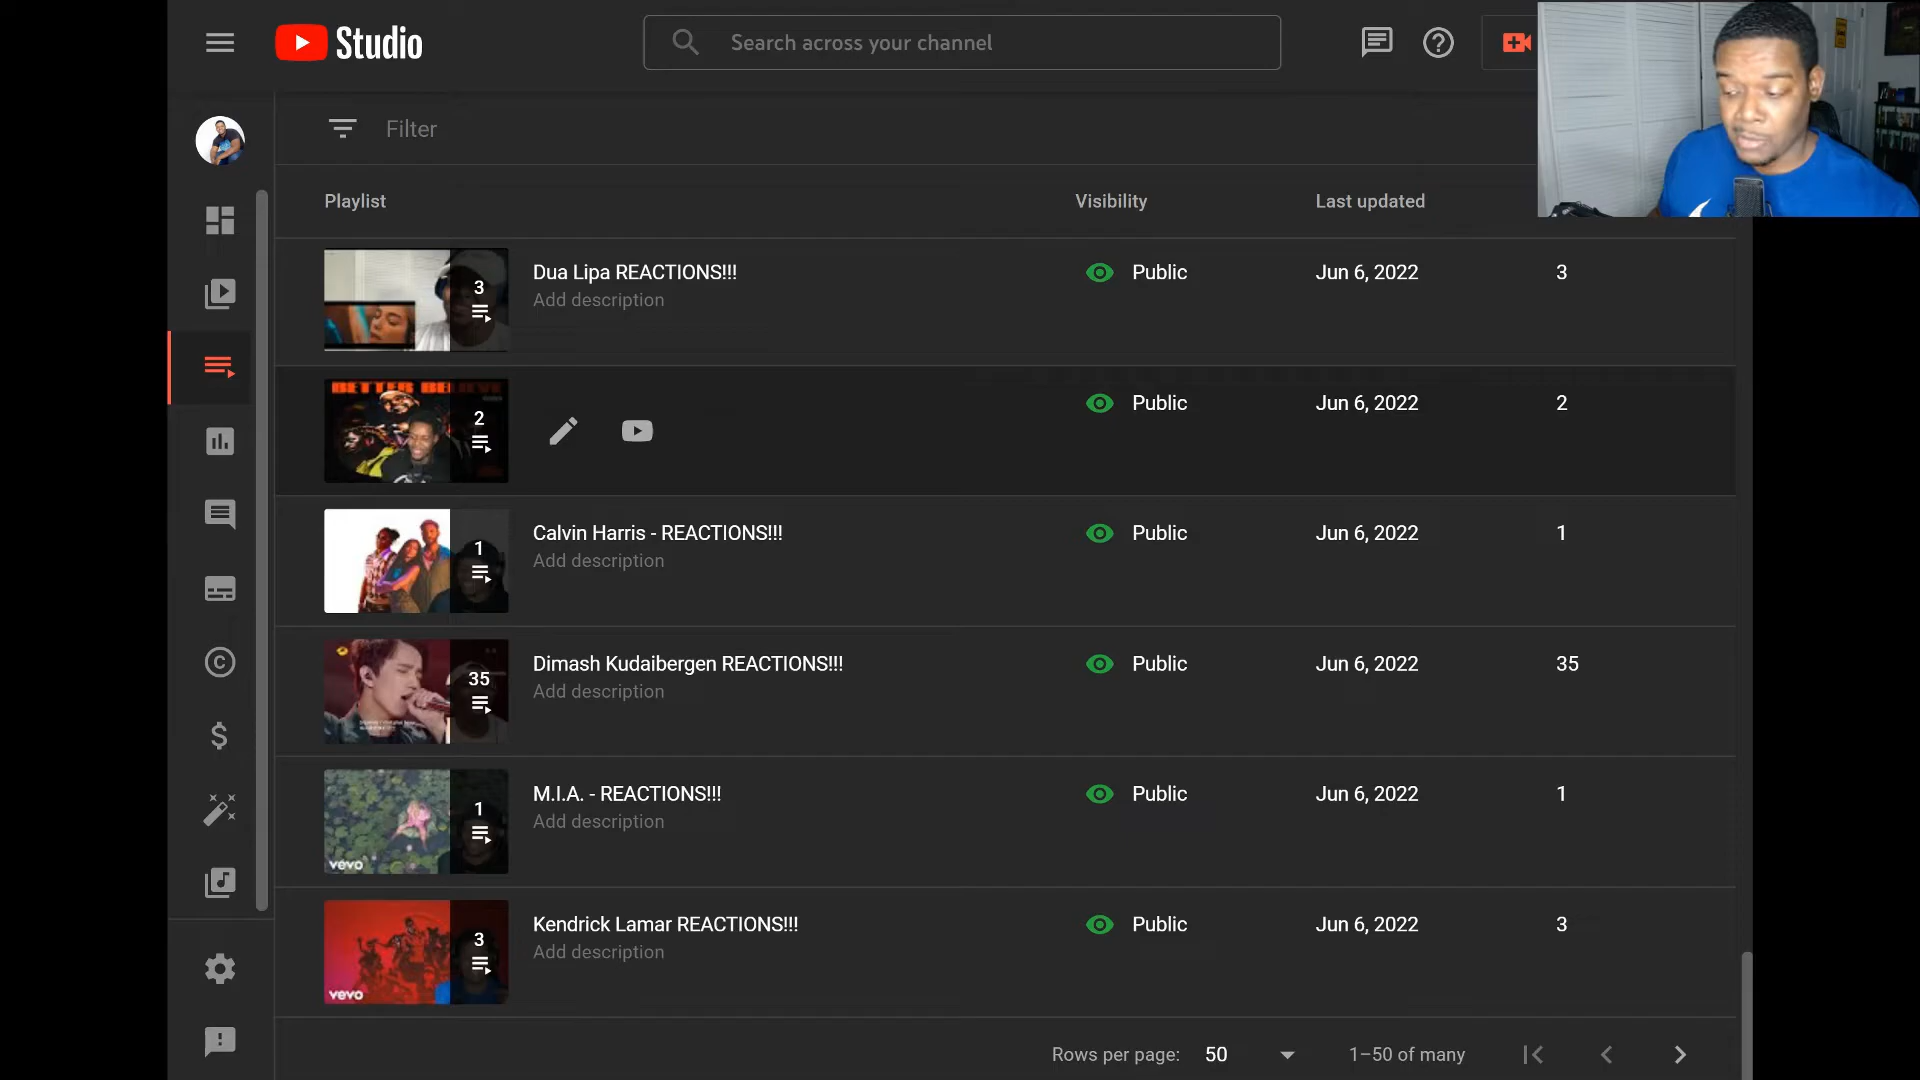 Studio
Search across your channel
Filter
Playlist
Visibility
Last updated
3
Dua Lipa REACTIONS!!!
Add description
Public
Jun 6, 2022
3
BETTER BELIEVE
2
Public
Jun 6, 2022
2
1
Calvin Harris - REACTIONS!!!
Add description
Public
Jun 6, 2022
1
35
Dimash Kudaibergen REACTIONS!!!
Add description
Public
Jun 6, 2022
35
vevo
1
M.I.A. - REACTIONS!!!
Add description
Public
Jun 6, 2022
1
vevo
3
Kendrick Lamar REACTIONS!!!
Add description
Public
Jun 6, 2022
3
Rows per page: 50
1–50 of many